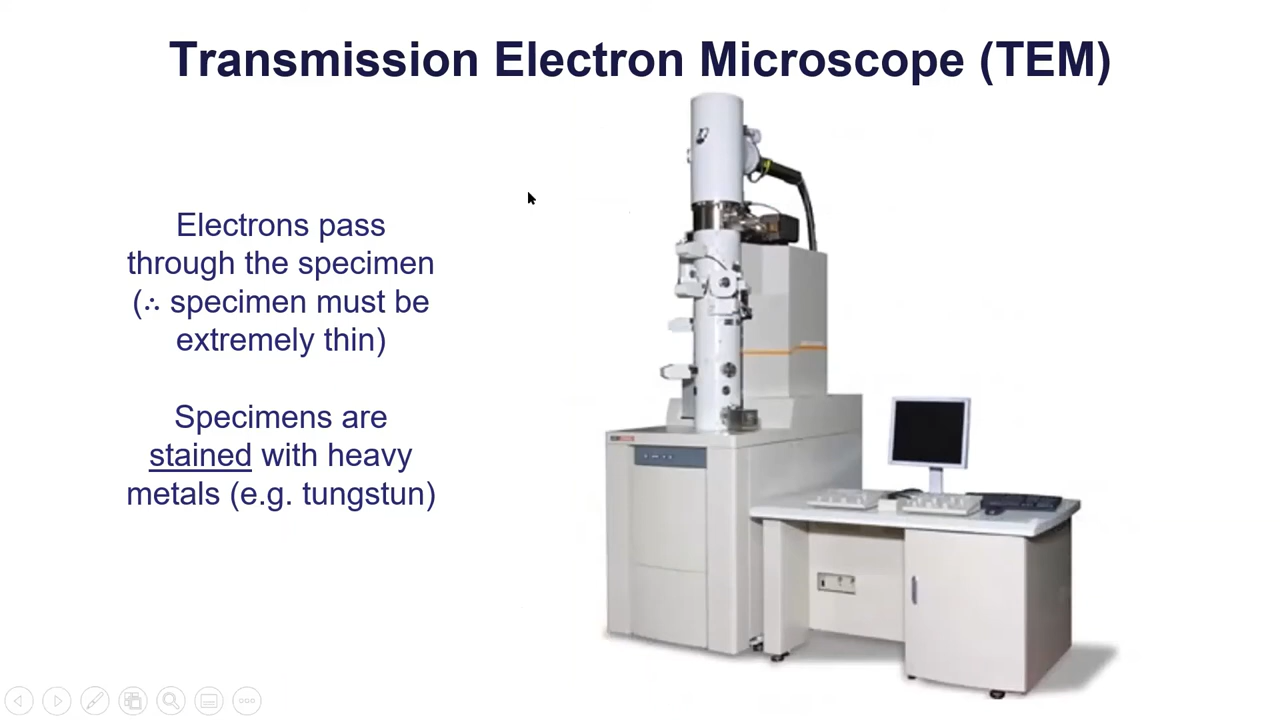 Transmission Electron Microscope (TEM)
Electrons pass
through the specimen
(∴ specimen must be
extremely thin)
Specimens are
stained with heavy
metals (e.g. tungstun)